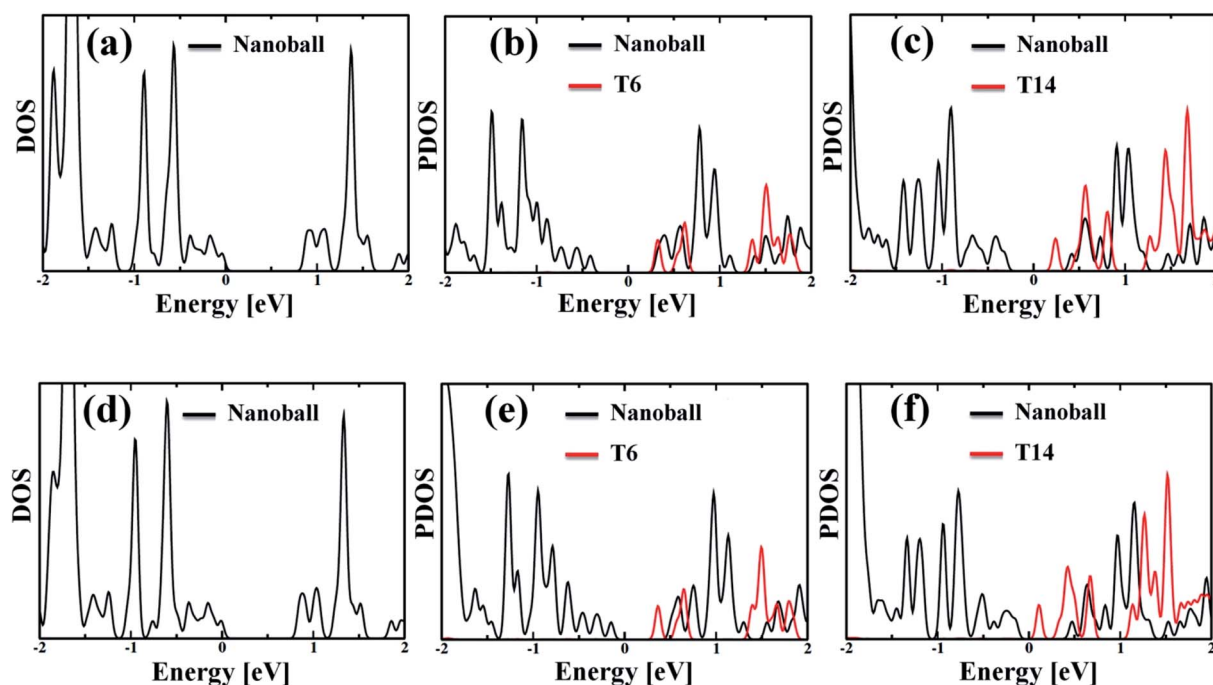 (a) Nanoball
DOS
-2 -1 0 1 2
Energy [eV]
(b) Nanoball
T6
PDOS
-2 -1 0 1 2
Energy [eV]
(c) Nanoball
T14
PDOS
-2 -1 0 1 2
Energy [eV]
(d) Nanoball
DOS
-2 -1 0 1 2
Energy [eV]
(e) Nanoball
T6
PDOS
-2 -1 0 1 2
Energy [eV]
(f) Nanoball
T14
PDOS
-2 -1 0 1 2
Energy [eV]